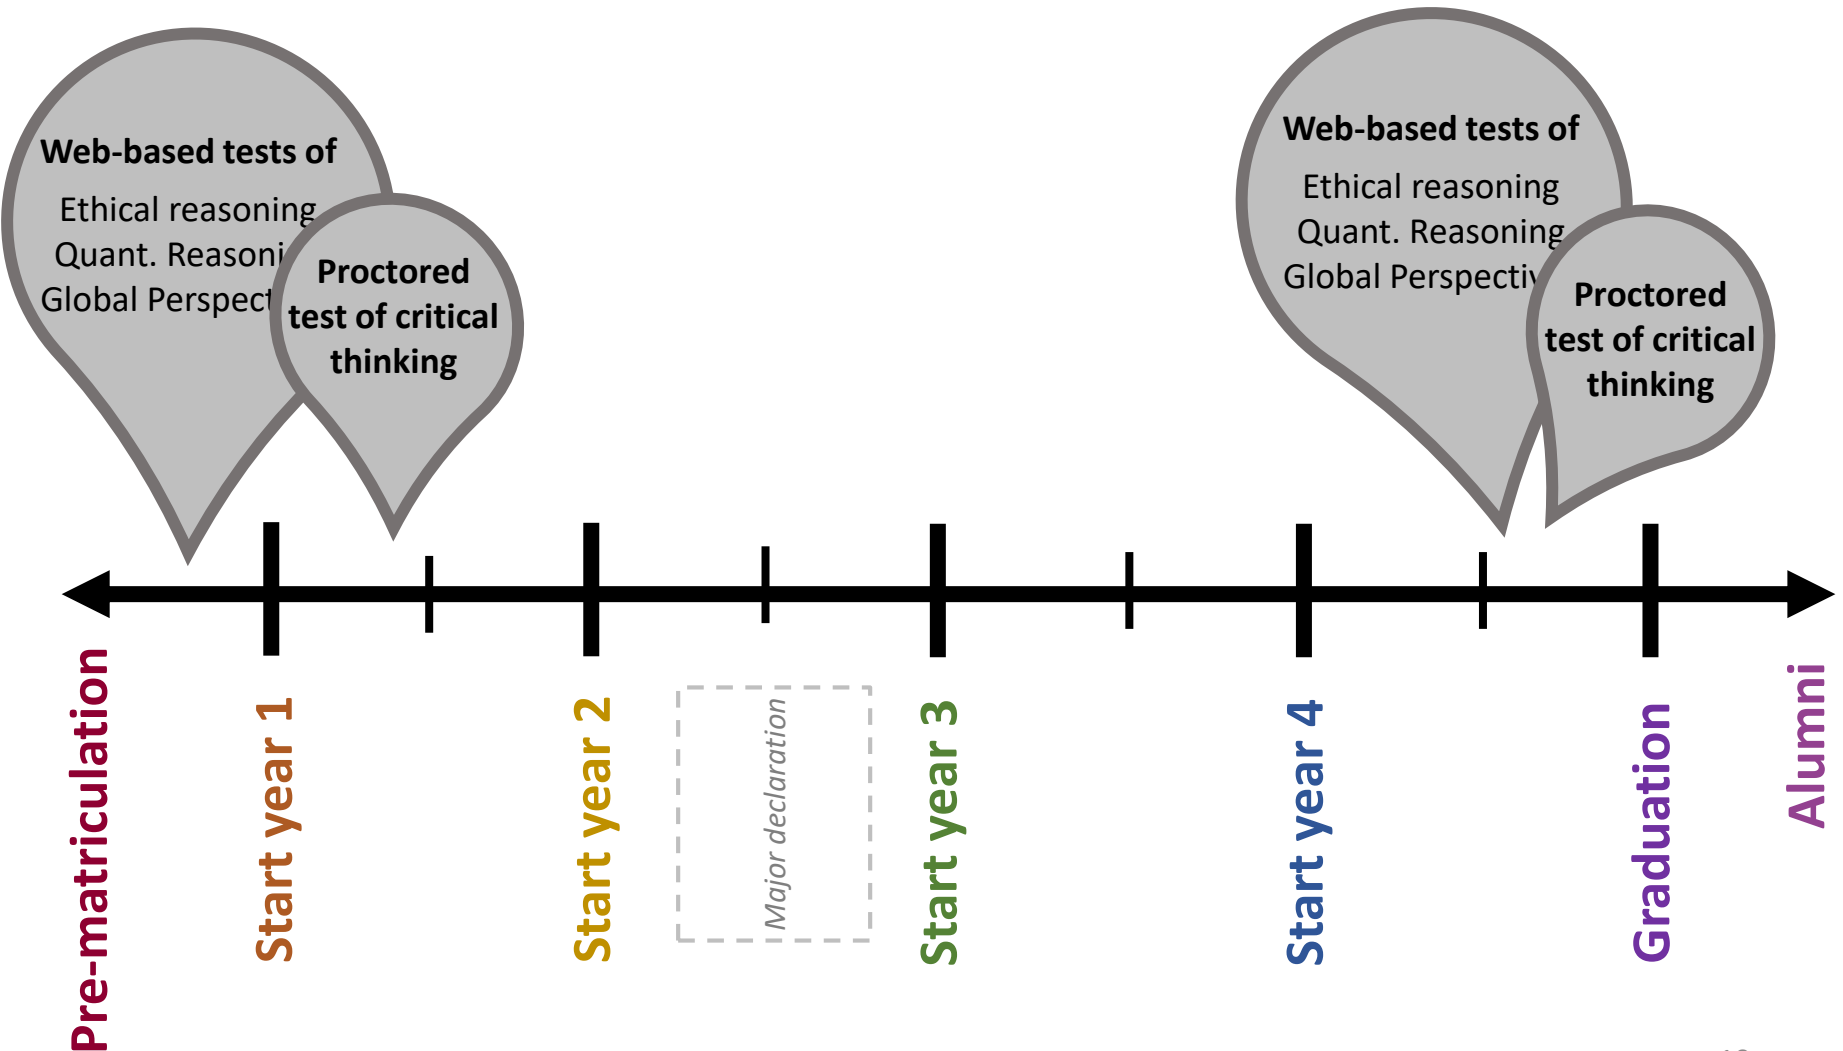 Web-based tests of
Ethical reasoning
Quant. Reasoni
Global Perspect
Proctored
test of critical
thinking
Web-based tests of
Ethical reasoning
Quant. Reasoning
Global Perspectiv
Proctored
test of critical
thinking
Pre-matriculation
Start year 1
Start year 2
Major declaration
Start year 3
Start year 4
Graduation
Alumni